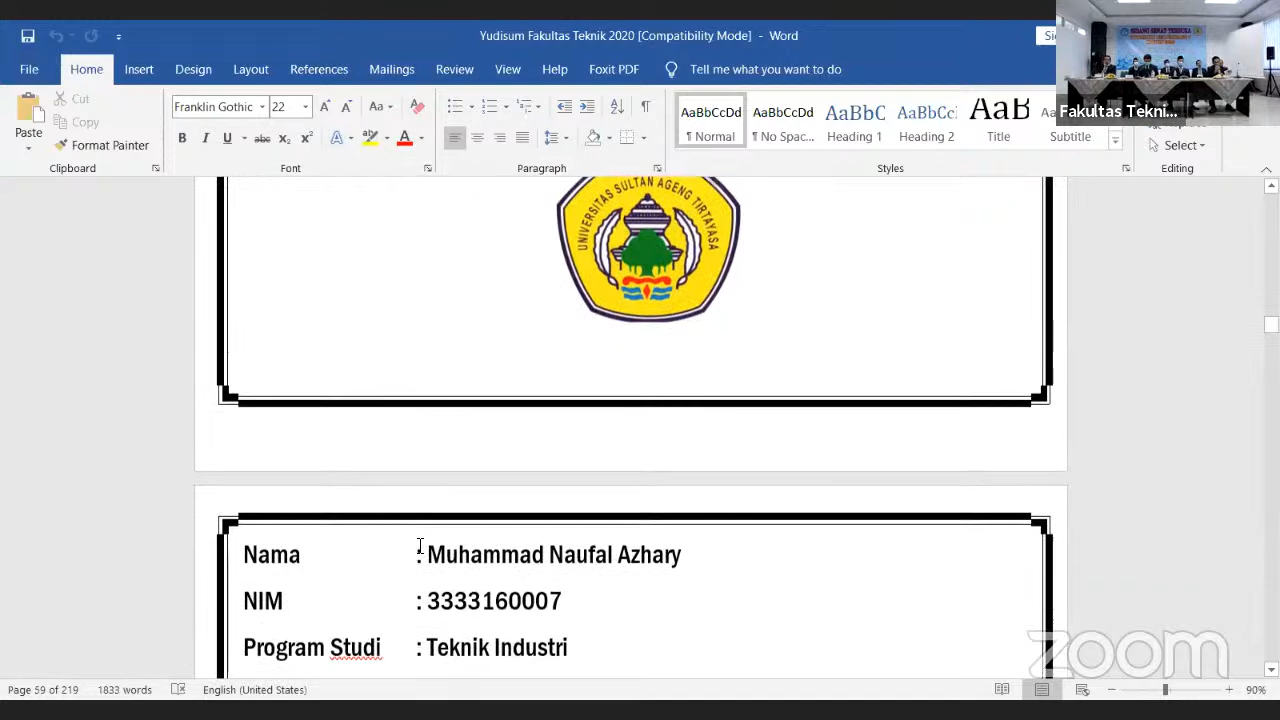 Yudisum Fakultas Teknik 2020 [Compatibility Mode] - Word
File Home Insert Design Layout References Mailings Review View Help Foxit PDF Tell me what you want to do
Paste
Cut
Copy
Format Painter
Clipboard
Franklin Gothic 22
Font
Paragraph
AaBbCcDd AaBbCcDd AaBbC AaBbCc AaB AaBbCcD
¶ Normal ¶ No Spac... Heading 1 Heading 2 Title Subtitle
Styles
Select
Editing
SIDANG SENAT TERBUKA
Fakultas Tekni...
UNIVERSITAS SULTAN AGENG TIRTAYASA
Nama : Muhammad Naufal Azhary
NIM : 3333160007
Program Studi : Teknik Industri
zoom
Page 59 of 219 1833 words English (United States) 90%